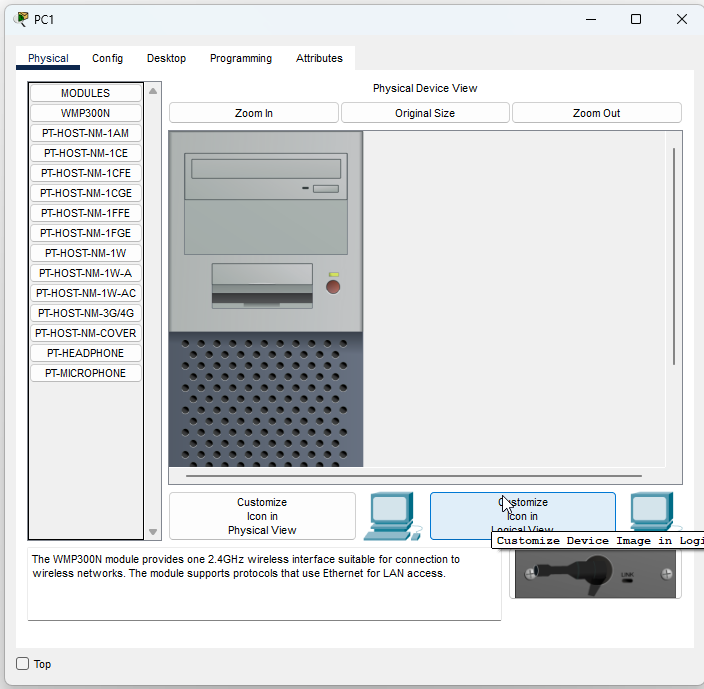 PC1
Physical
Config
Desktop
Programming
Attributes
MODULES
WMP300N
PT-HOST-NM-1AM
PT-HOST-NM-1CE
PT-HOST-NM-1CFE
PT-HOST-NM-1CGE
PT-HOST-NM-1FFE
PT-HOST-NM-1FGE
PT-HOST-NM-1W
PT-HOST-NM-1W-A
PT-HOST-NM-1W-AC
PT-HOST-NM-3G/4G
PT-HOST-NM-COVER
PT-HEADPHONE
PT-MICROPHONE
Physical Device View
Zoom In
Original Size
Zoom Out
Customize
Icon in
Physical View
Customize
Icon in
Logical View
Customize Device Image in Logi
The WMP300N module provides one 2.4GHz wireless interface suitable for connection to
wireless networks. The module supports protocols that use Ethernet for LAN access.
LINK
Top